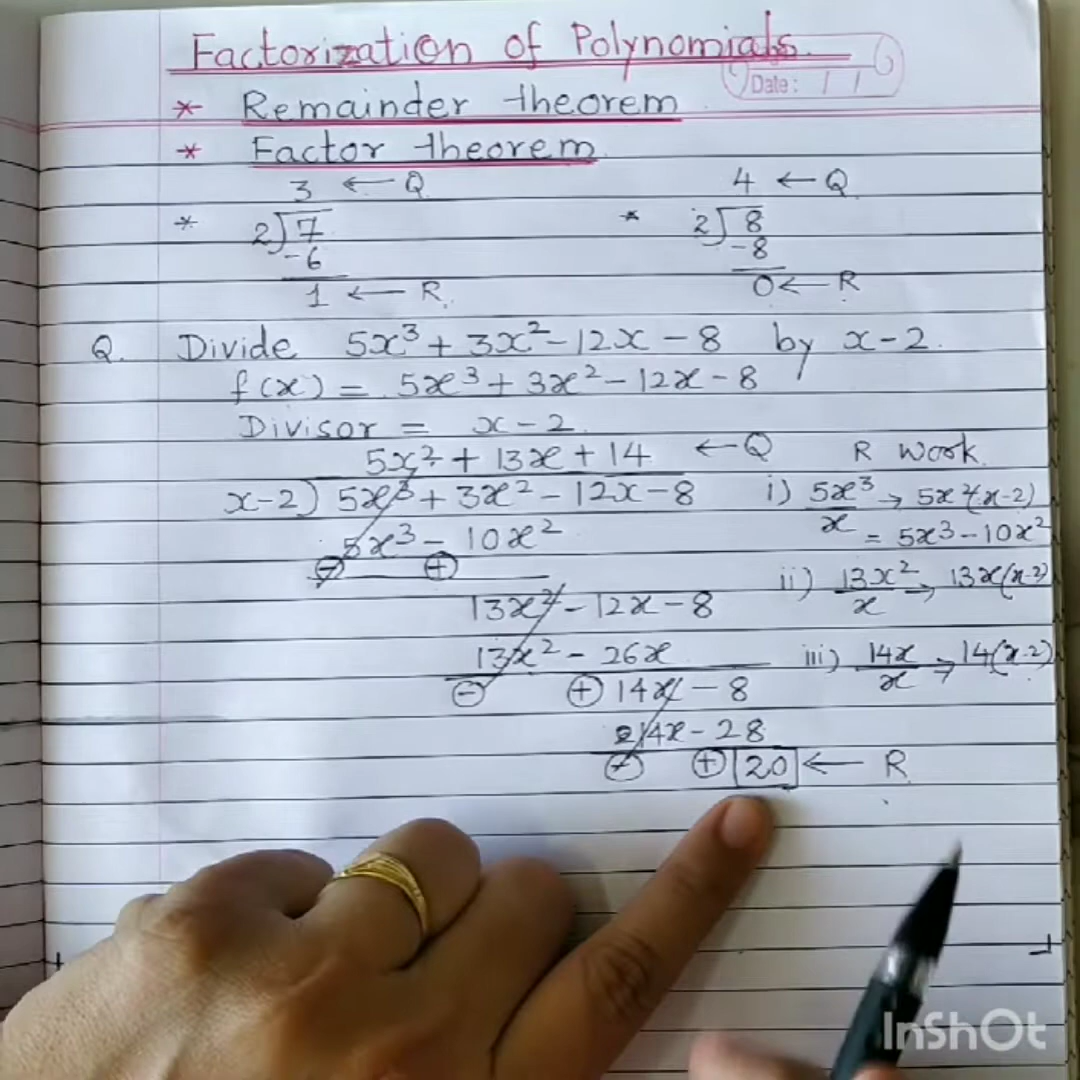 Factorization of Polynomials.
Date : / /
* Remainder theorem
* Factor theorem
3 ← Q
4 ← Q
* 2) 7
* 2) 8
-6
-8
1 ← R
0 ← R
Q. Divide 5x³ + 3x² - 12x - 8 by x - 2.
f(x) = 5x³ + 3x² - 12x - 8
Divisor = x - 2
5x² + 13x + 14 ← Q R Work.
x-2) 5x³ + 3x² - 12x - 8 i) 5x³/x → 5x²(x-2)
5x³ - 10x² = 5x³ - 10x²
⊖ ⊕ ii) 13x²/x → 13x(x-2)
13x² - 12x - 8
13x² - 26x iii) 14x/x → 14(x-2)
⊖ ⊕ 14x - 8
14x - 28
⊖ ⊕ 20 ← R
InShOt